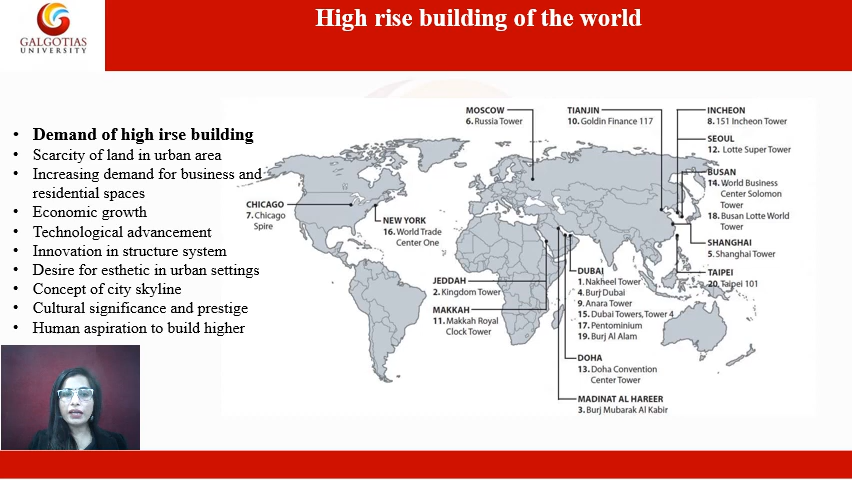 High rise building of the world
GALGOTIAS
UNIVERSITY
• Demand of high irse building
• Scarcity of land in urban area
• Increasing demand for business and
residential spaces
• Economic growth
• Technological advancement
• Innovation in structure system
• Desire for esthetic in urban settings
• Concept of city skyline
• Cultural significance and prestige
• Human aspiration to build higher
MOSCOW
6. Russia Tower
TIANJIN
10. Goldin Finance 117
INCHEON
8. 151 Incheon Tower
SEOUL
12. Lotte Super Tower
BUSAN
14. World Business
Center Solomon
Tower
18. Busan Lotte World
Tower
SHANGHAI
5. Shanghai Tower
TAIPEI
20. Taipei 101
CHICAGO
7. Chicago
Spire
NEW YORK
16. World Trade
Center One
JEDDAH
2. Kingdom Tower
MAKKAH
11. Makkah Royal
Clock Tower
DUBAI
1. Nakheel Tower
4. Burj Dubai
9. Anara Tower
15. Dubai Towers, Tower 4
17. Pentominium
19. Burj Al Alam
DOHA
13. Doha Convention
Center Tower
MADINAT AL HAREER
3. Burj Mubarak Al Kabir